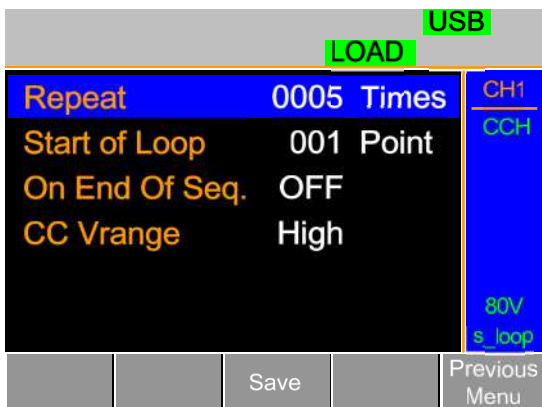 USB
LOAD
Repeat 0005 Times
Start of Loop 001 Point
On End Of Seq. OFF
CC Vrange High
CH1
CCH
80V
s_loop
Save
Previous
Menu